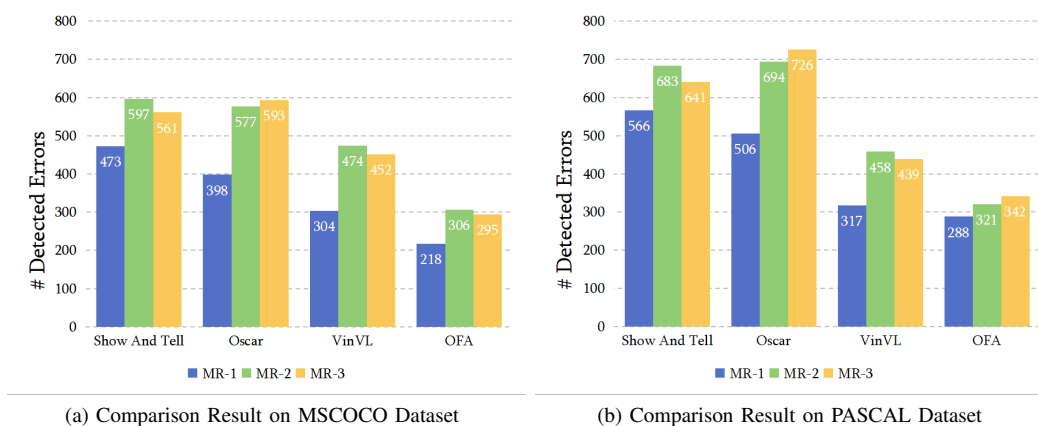 800
700
600
500
400
300
200
100
0
# Detected Errors
473 597 561
398 577 593
304 474 452
218 306 295
Show And Tell Oscar VinVL OFA
MR-1 MR-2 MR-3
(a) Comparison Result on MSCOCO Dataset
800
700
600
500
400
300
200
100
0
# Detected Errors
566 683 641
506 694 726
317 458 439
288 321 342
Show And Tell Oscar VinVL OFA
MR-1 MR-2 MR-3
(b) Comparison Result on PASCAL Dataset